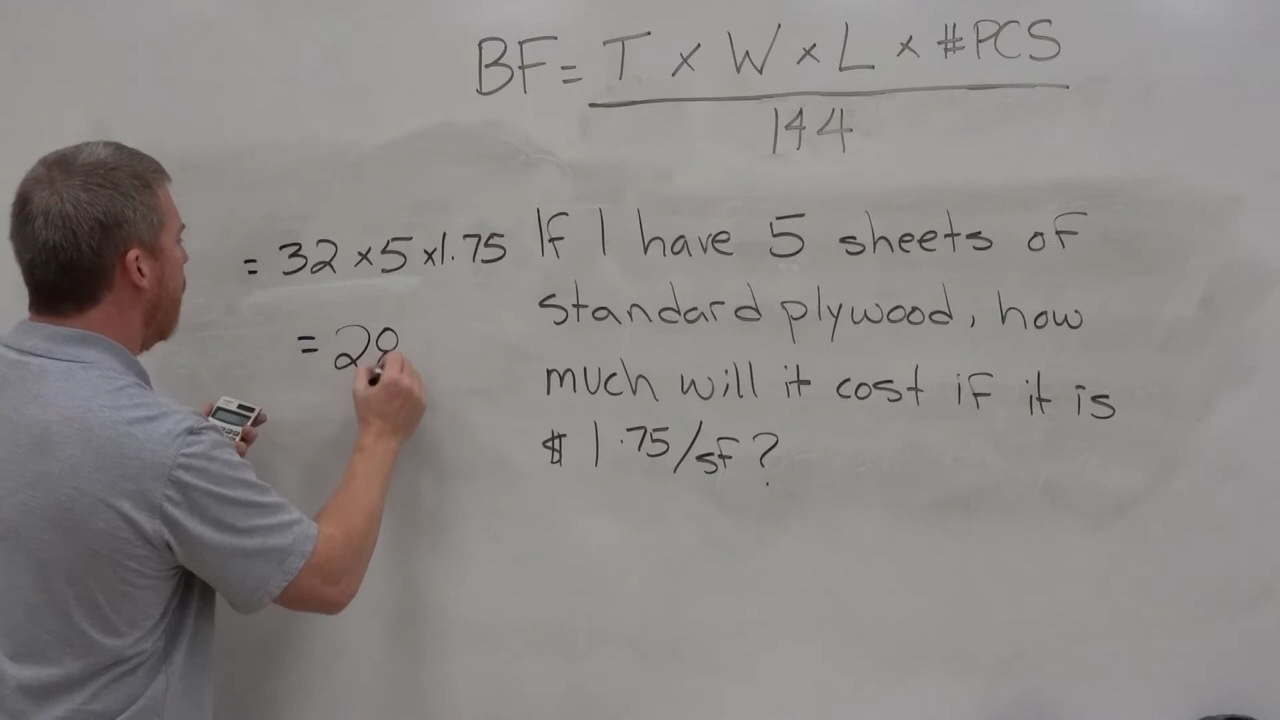 BF = T × W × L × #PCS
144
= 32 × 5 × 1.75
= 28
If I have 5 sheets of
standard plywood, how
much will it cost if it is
$1.75/sf?